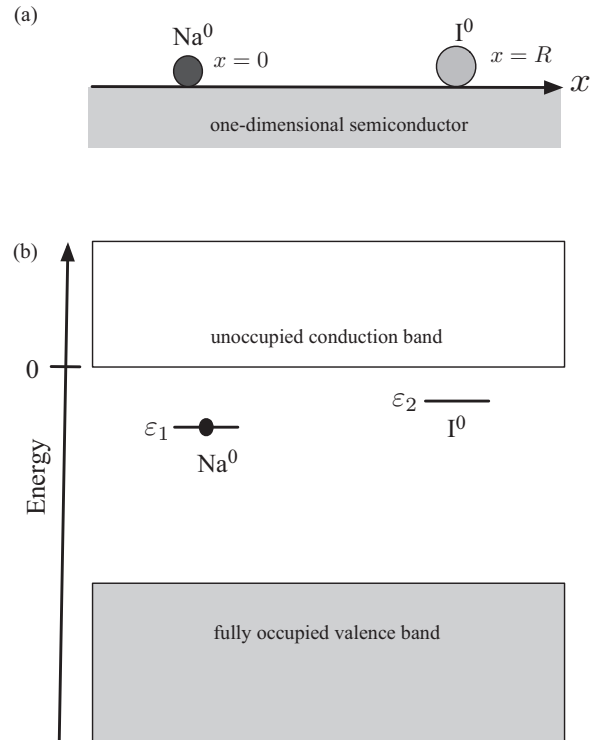 (a)
Na⁰
x = 0
I⁰
x = R
x
one-dimensional semiconductor
(b)
unoccupied conduction band
0
ε₁
Na⁰
ε₂
I⁰
Energy
fully occupied valence band